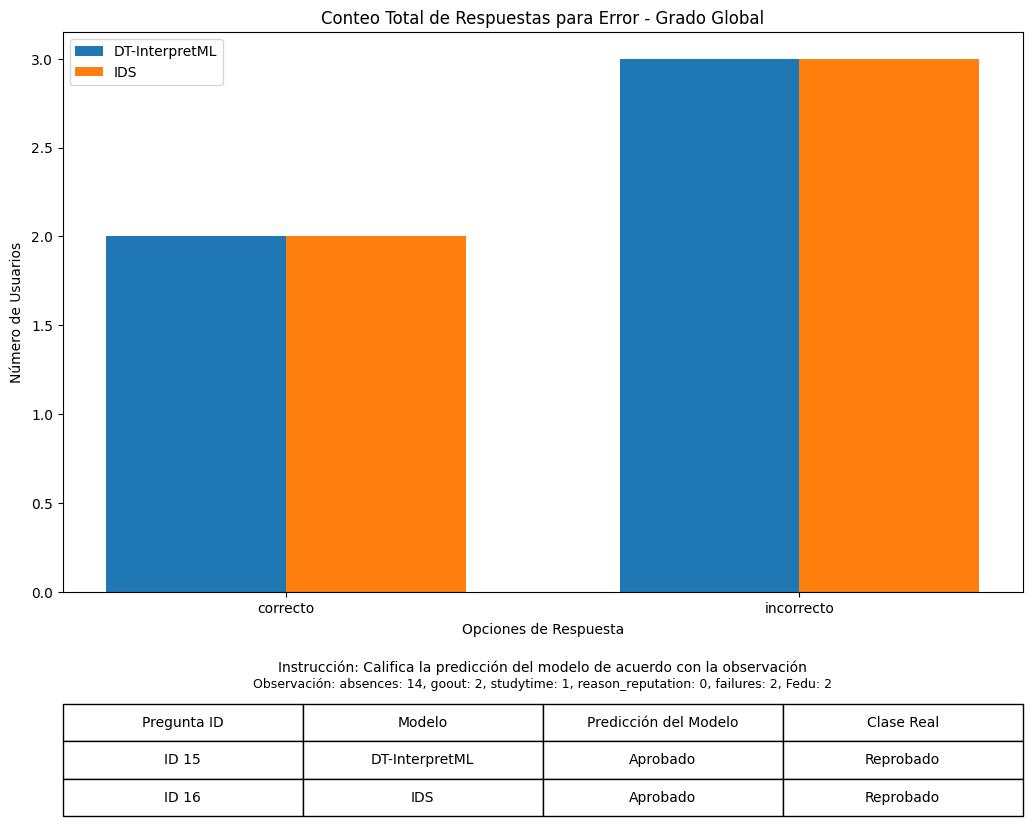 Conteo Total de Respuestas para Error - Grado Global
DT-InterpretML
IDS
Número de Usuarios
3.0
2.5
2.0
1.5
1.0
0.5
0.0
correcto incorrecto
Opciones de Respuesta
Instrucción: Califica la predicción del modelo de acuerdo con la observación
Observación: absences: 14, goout: 2, studytime: 1, reason_reputation: 0, failures: 2, Fedu: 2
Pregunta ID Modelo Predicción del Modelo Clase Real
ID 15 DT-InterpretML Aprobado Reprobado
ID 16 IDS Aprobado Reprobado